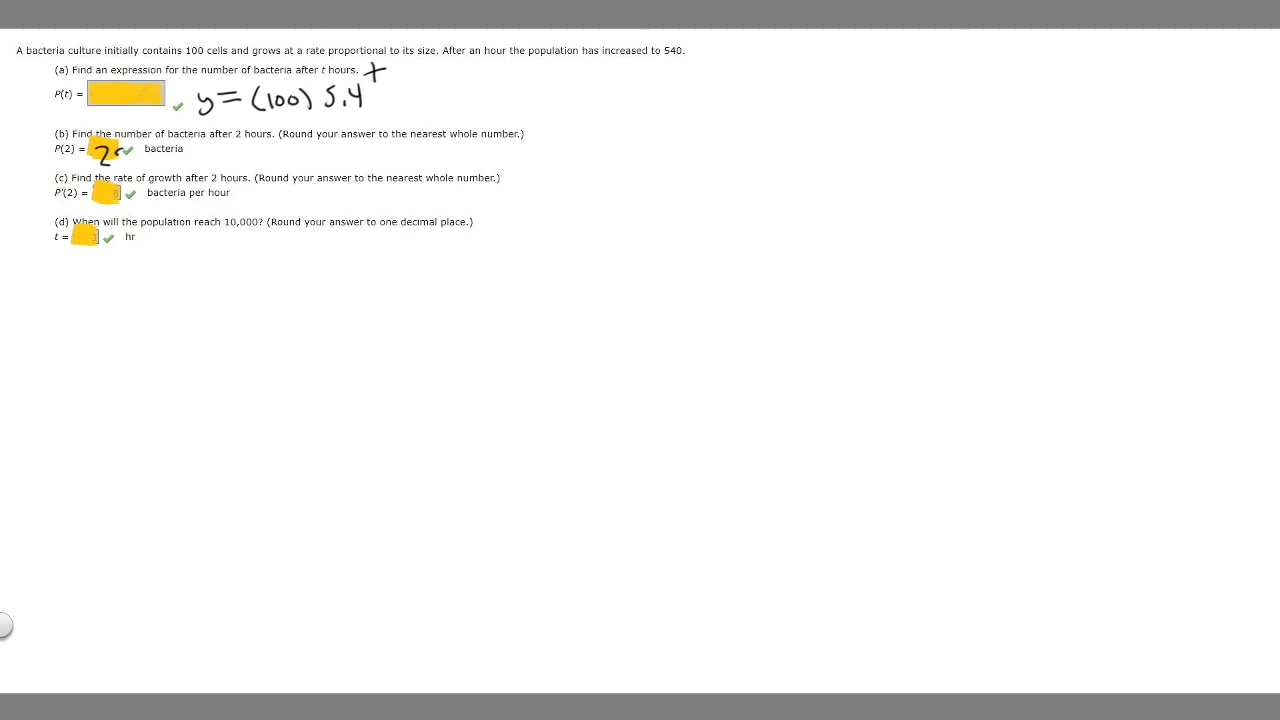 A bacteria culture initially contains 100 cells and grows at a rate proportional to its size. After an hour the population has increased to 540.
(a) Find an expression for the number of bacteria after t hours.
P(t) =
y = (100) 5.4^t
(b) Find the number of bacteria after 2 hours. (Round your answer to the nearest whole number.)
P(2) = 2 bacteria
(c) Find the rate of growth after 2 hours. (Round your answer to the nearest whole number.)
P'(2) = 8 bacteria per hour
(d) When will the population reach 10,000? (Round your answer to one decimal place.)
t = hr